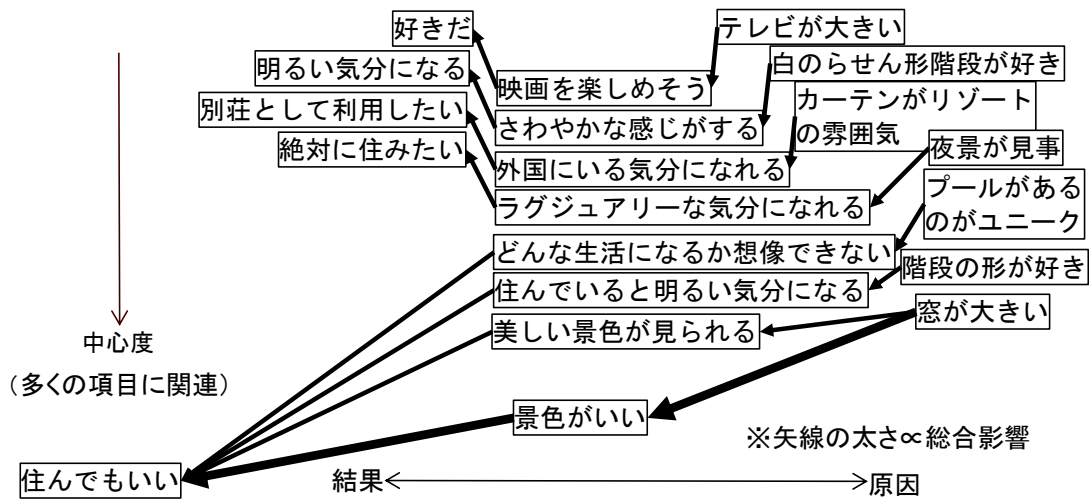 好きだ
テレビが大きい
明るい気分になる
映画を楽しめそう
白のらせん形階段が好き
別荘として利用したい
さわやかな感じがする
カーテンがリゾート
の雰囲気
絶対に住みたい
外国にいる気分になれる
夜景が見事
ラグジュアリーな気分になれる
プールがある
のがユニーク
どんな生活になるか想像できない
階段の形が好き
住んでいると明るい気分になる
窓が大きい
美しい景色が見られる
中心度
(多くの項目に関連)
景色がいい
※矢線の太さ∝総合影響
住んでもいい
結果
原因